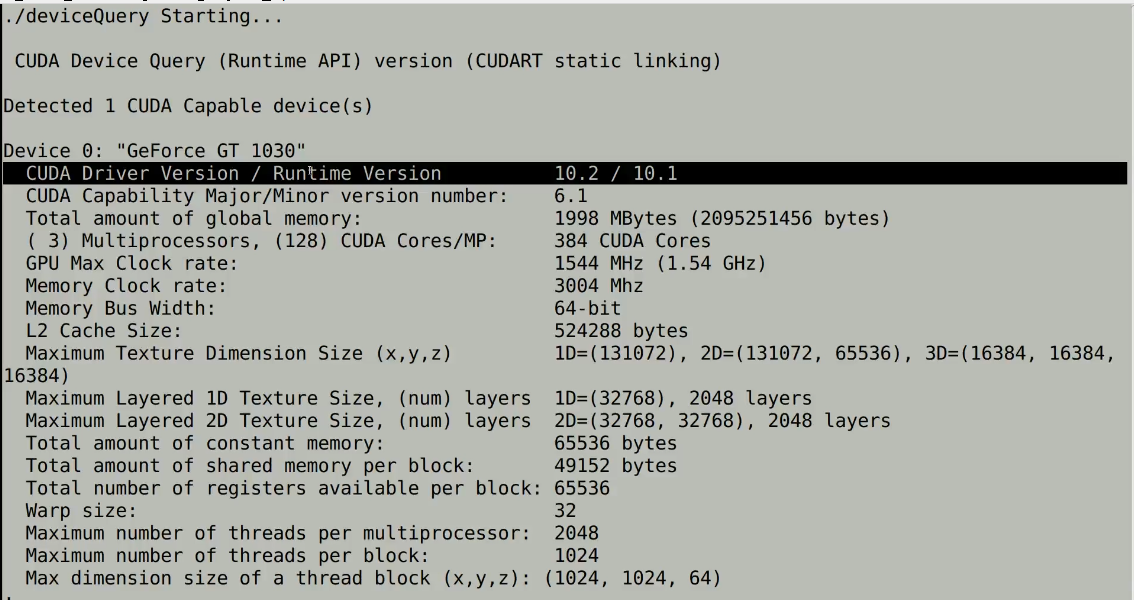 ./deviceQuery Starting...
CUDA Device Query (Runtime API) version (CUDART static linking)
Detected 1 CUDA Capable device(s)
Device 0: "GeForce GT 1030"
CUDA Driver Version / Runtime Version 10.2 / 10.1
CUDA Capability Major/Minor version number: 6.1
Total amount of global memory: 1998 MBytes (2095251456 bytes)
( 3) Multiprocessors, (128) CUDA Cores/MP: 384 CUDA Cores
GPU Max Clock rate: 1544 MHz (1.54 GHz)
Memory Clock rate: 3004 Mhz
Memory Bus Width: 64-bit
L2 Cache Size: 524288 bytes
Maximum Texture Dimension Size (x,y,z) 1D=(131072), 2D=(131072, 65536), 3D=(16384, 16384,
16384)
Maximum Layered 1D Texture Size, (num) layers 1D=(32768), 2048 layers
Maximum Layered 2D Texture Size, (num) layers 2D=(32768, 32768), 2048 layers
Total amount of constant memory: 65536 bytes
Total amount of shared memory per block: 49152 bytes
Total number of registers available per block: 65536
Warp size: 32
Maximum number of threads per multiprocessor: 2048
Maximum number of threads per block: 1024
Max dimension size of a thread block (x,y,z): (1024, 1024, 64)